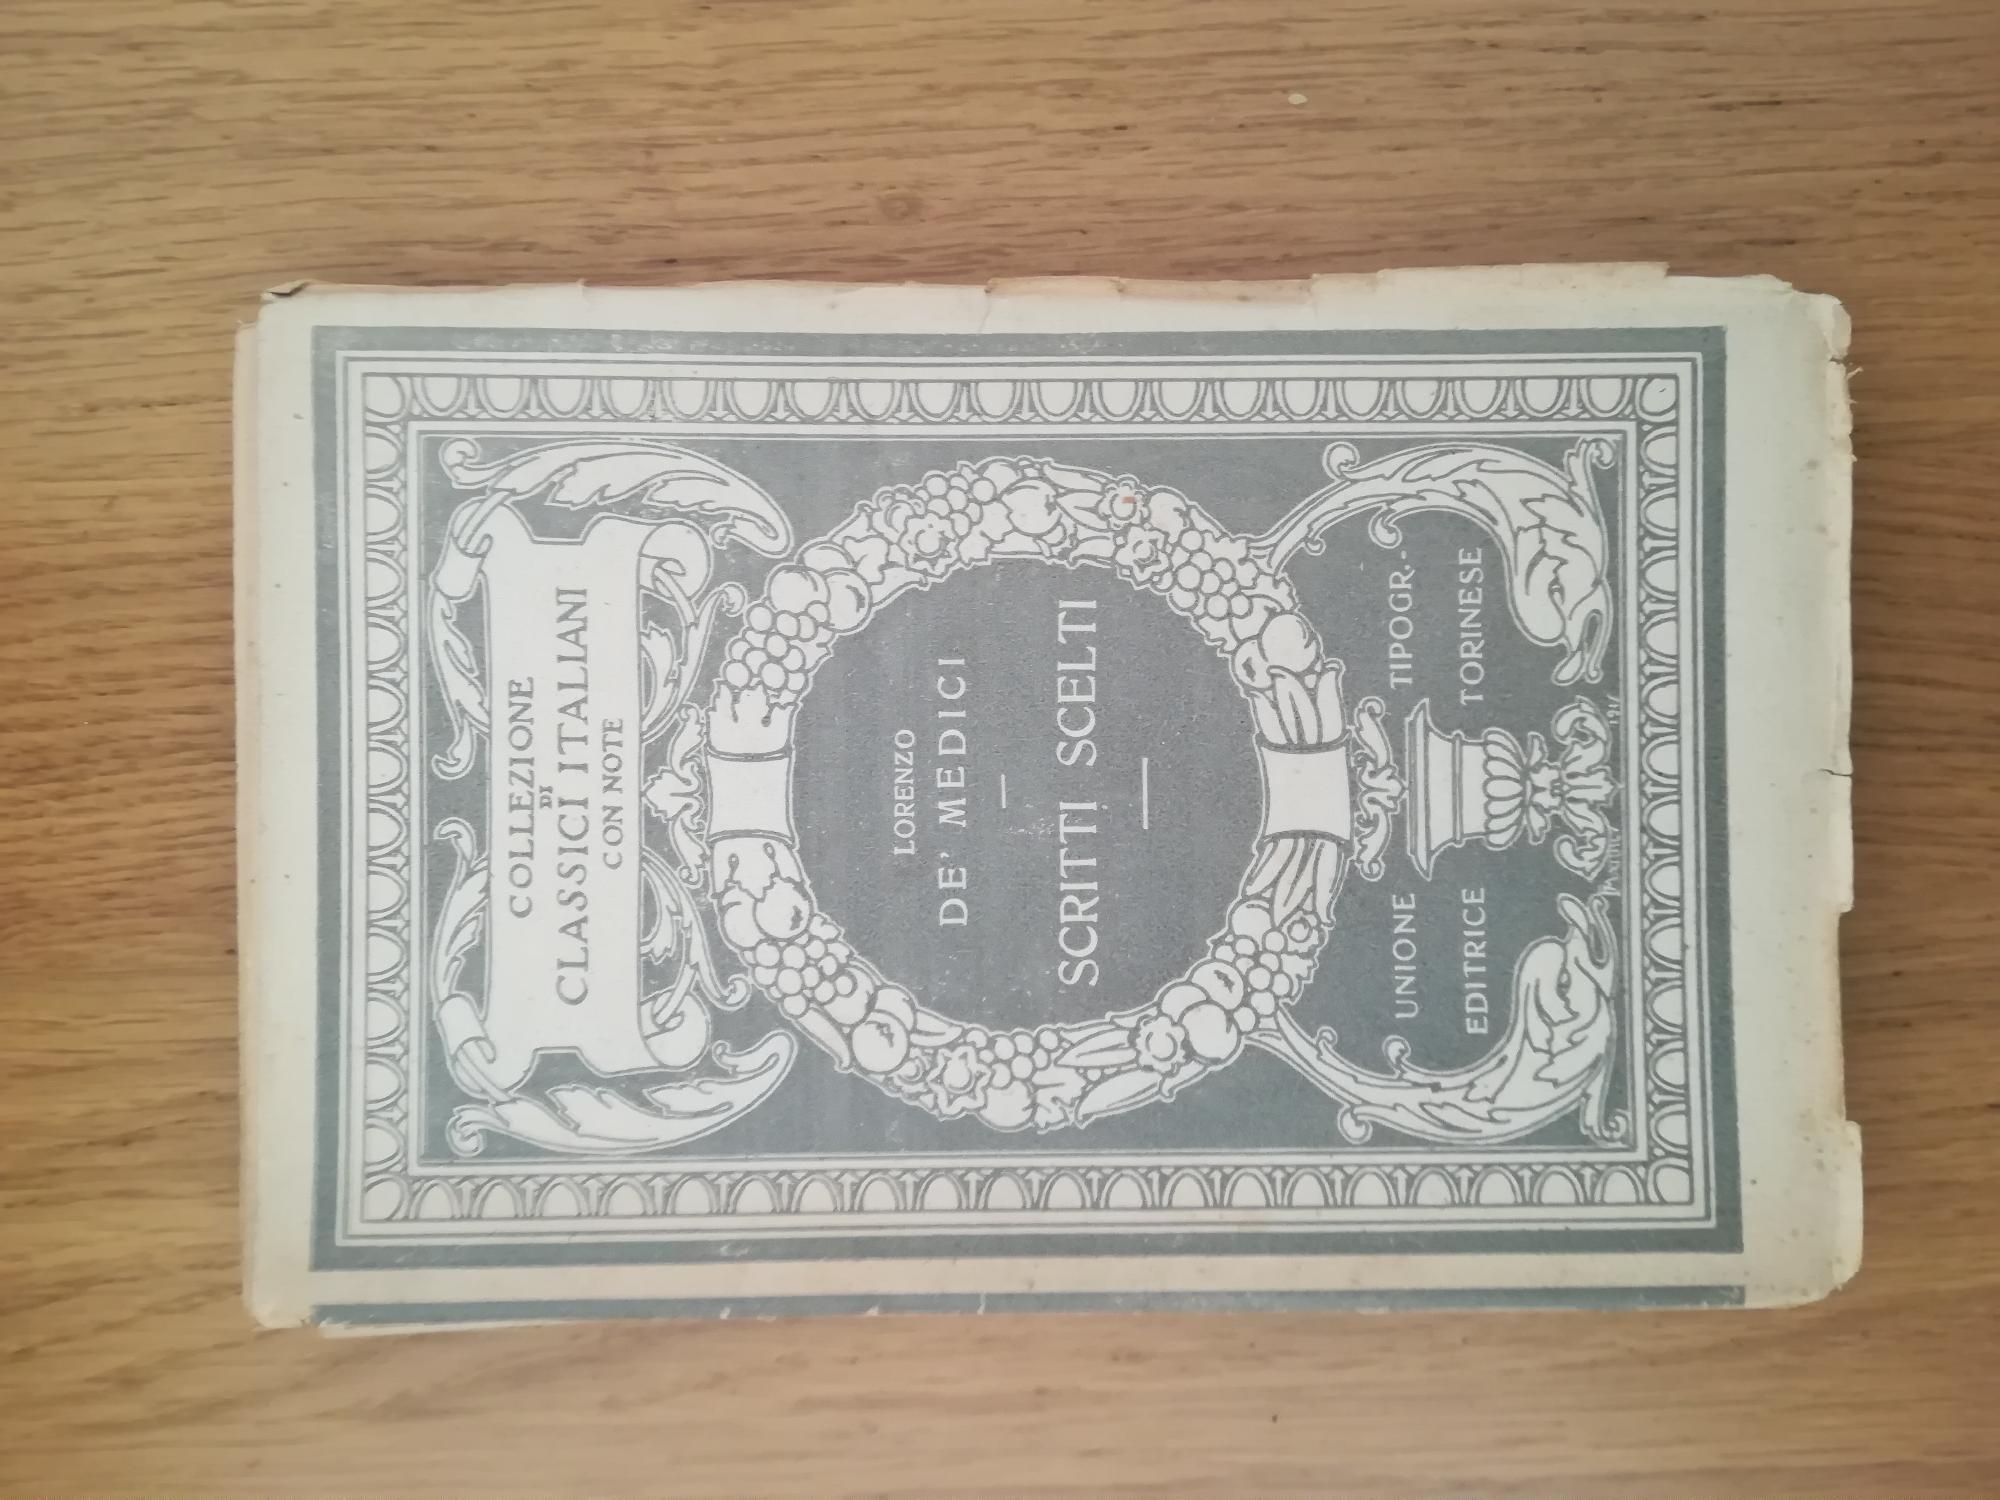 COLLEZIONE
DI
CLASSICI ITALIANI
CON NOTE
LORENZO
DE' MEDICI
SCRITTI SCELTI
UNIONE TIPOGR.-
EDITRICE TORINESE